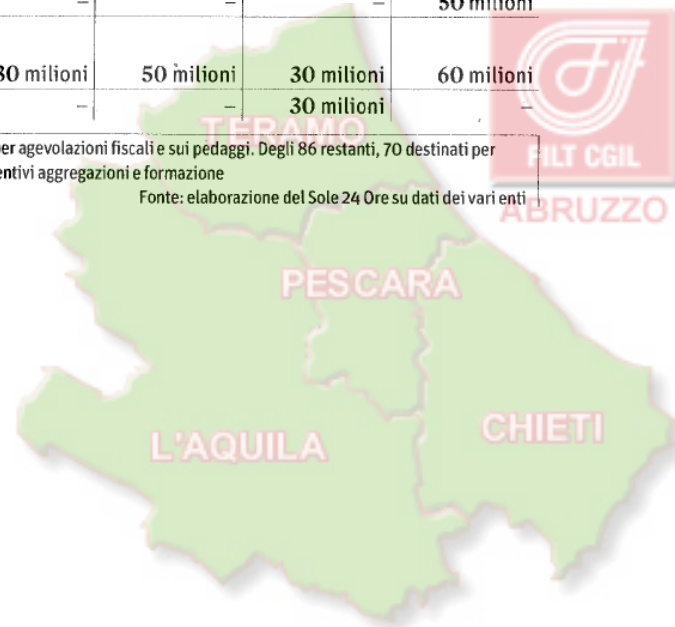 – – – 50 milioni
30 milioni 50 milioni 30 milioni 60 milioni
– – 30 milioni –
er agevolazioni fiscali e sui pedaggi. Degli 86 restanti, 70 destinati per
entivi aggregazioni e formazione
Fonte: elaborazione del Sole 24 Ore su dati dei vari enti
FILT CGIL
ABRUZZO
TERAMO
PESCARA
CHIETI
L'AQUILA